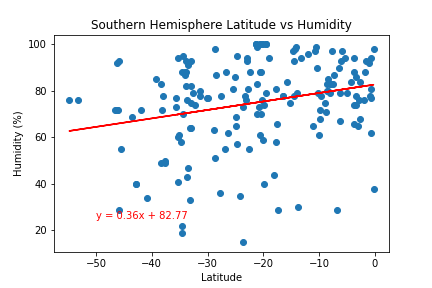 Southern Hemisphere Latitude vs Humidity
100
80
60
40
20
Humidity (%)
y = 0.36x + 82.77
−50 −40 −30 −20 −10 0
Latitude